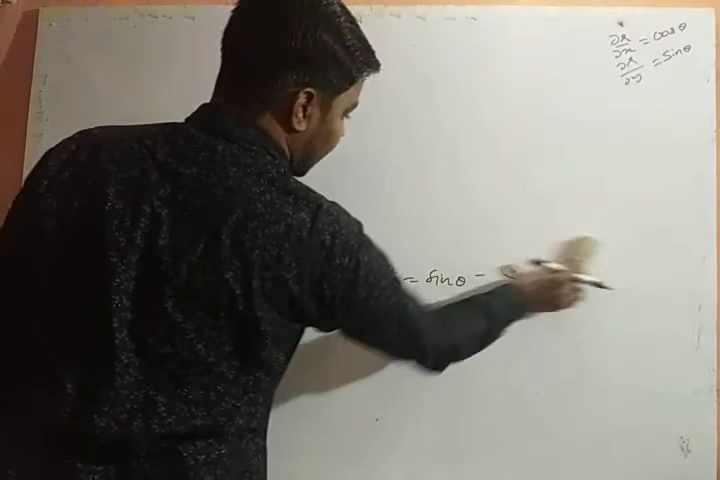 ∂r/∂x = cosθ
∂r/∂y = sinθ
= sinθ -